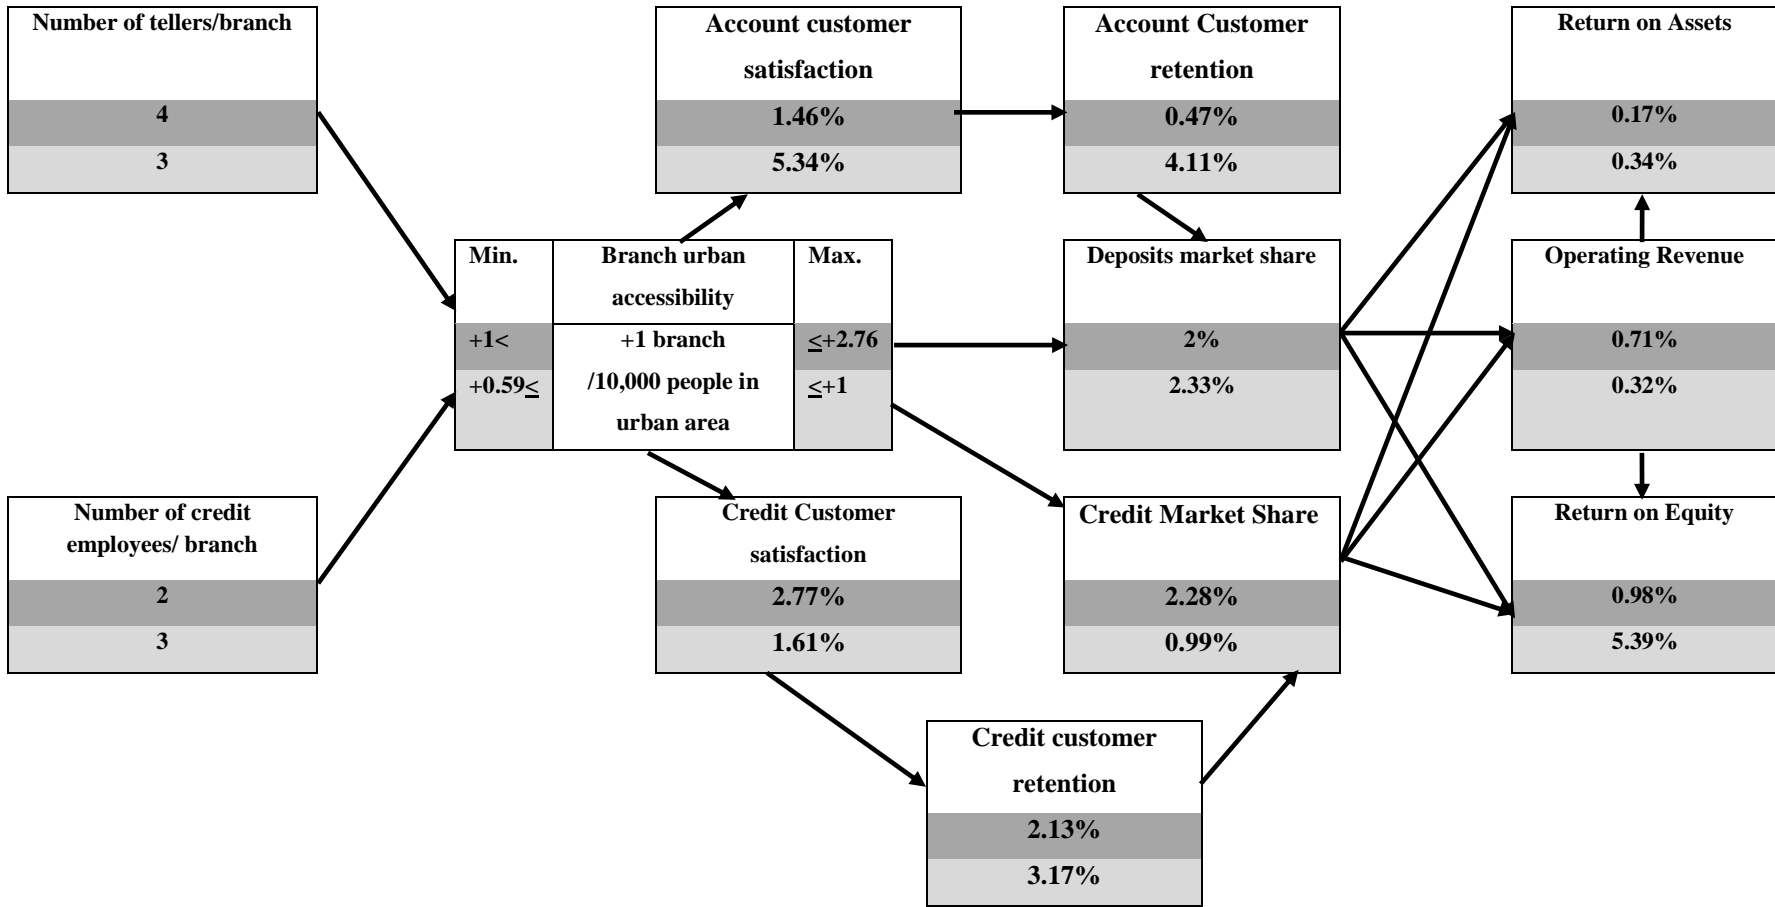 Number of tellers/branch
4
3
Account customer
satisfaction
1.46%
5.34%
Account Customer
retention
0.47%
4.11%
Return on Assets
0.17%
0.34%
Min.
+1<
+0.59≤
Branch urban
accessibility
+1 branch
/10,000 people in
urban area
Max.
≤+2.76
≤+1
Deposits market share
2%
2.33%
Operating Revenue
0.71%
0.32%
Number of credit
employees/ branch
2
3
Credit Customer
satisfaction
2.77%
1.61%
Credit Market Share
2.28%
0.99%
Return on Equity
0.98%
5.39%
Credit customer
retention
2.13%
3.17%